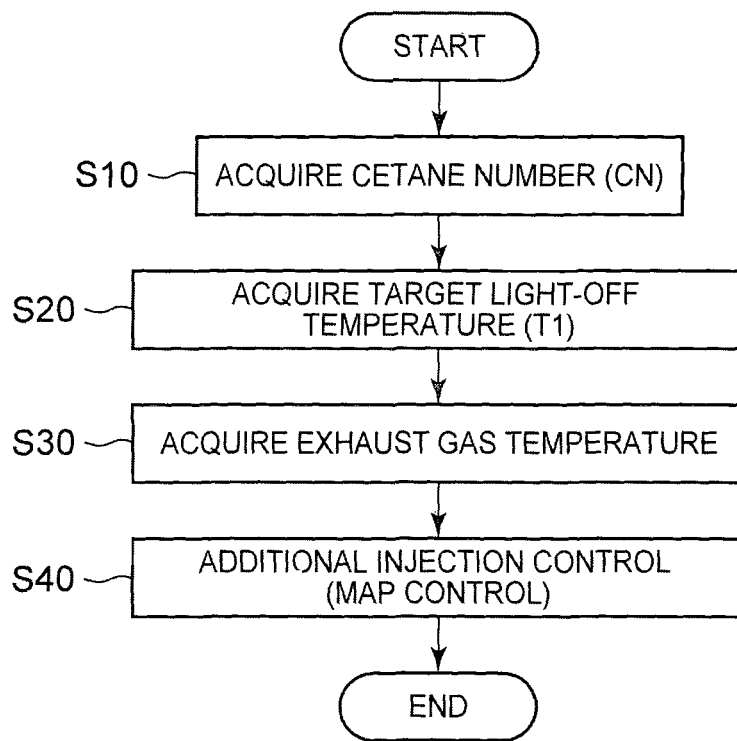 START
S10
ACQUIRE CETANE NUMBER (CN)
S20
ACQUIRE TARGET LIGHT-OFF
TEMPERATURE (T1)
S30
ACQUIRE EXHAUST GAS TEMPERATURE
S40
ADDITIONAL INJECTION CONTROL
(MAP CONTROL)
END